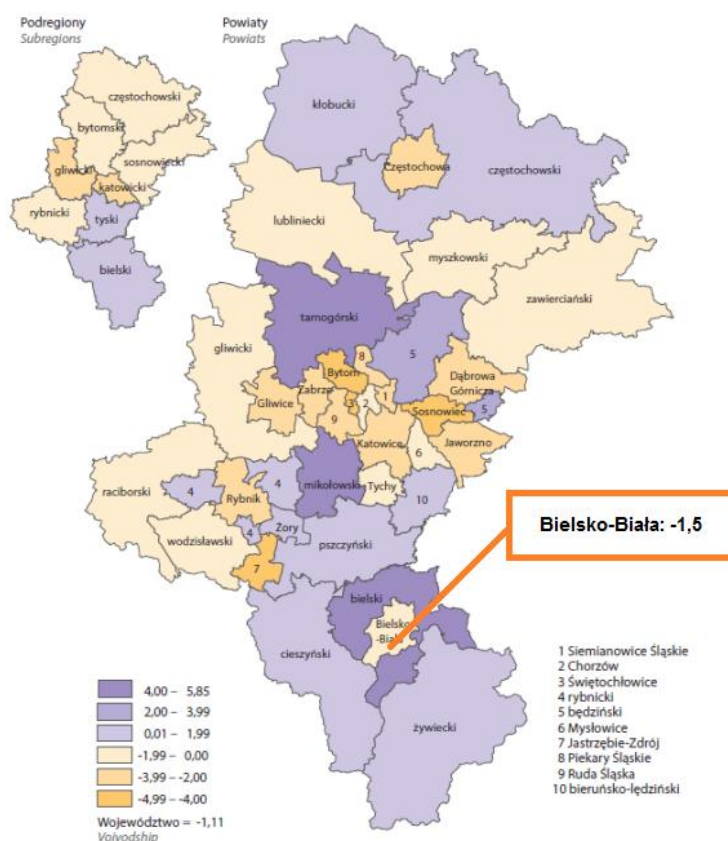 Podregiony
Subregions
Powiaty
Powiats
częstochowski
bytomski
sosnowiecki
gliwicki
katowicki
rybnicki
tyski
bielski
kłobucki
Częstochowa
częstochowski
lubliniecki
myszkowski
zawierciański
tarnogórski
gliwicki
5
8
Bytom
Dąbrowa
Górnicza
Zabrze
1
3
2
Gliwice
Sosnowiec
5
9
Katowice
6
Jaworzno
raciborski
4
4
mikołowski
Tychy
Rybnik
10
Żory
wodzisławski
4
pszczyński
7
Bielsko-Biała: -1,5
bielski
Bielsko
-Biała
cieszyński
żywiecki
1 Siemianowice Śląskie
2 Chorzów
3 Świętochłowice
4 rybnicki
5 będziński
6 Mysłowice
7 Jastrzębie-Zdrój
8 Piekary Śląskie
9 Ruda Śląska
10 bieruńsko-lędziński
4,00 – 5,85
2,00 – 3,99
0,01 – 1,99
-1,99 – 0,00
-3,99 – -2,00
-4,99 – -4,00
Województwo = -1,11
Voivodship